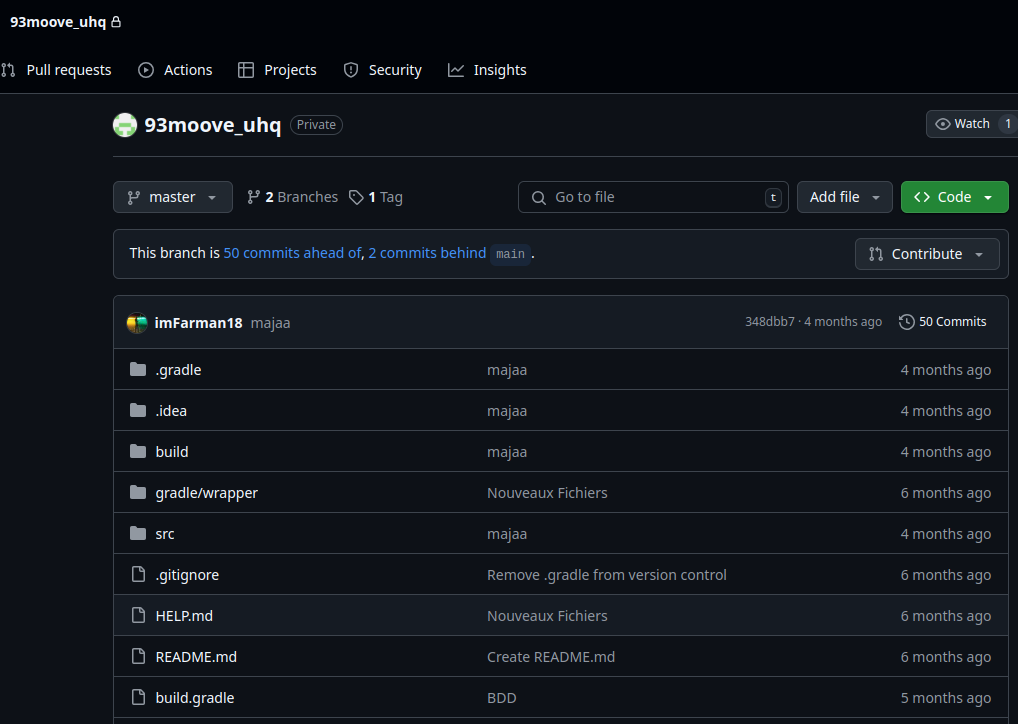 93moove_uhq
Pull requests Actions Projects Security Insights
93moove_uhq Private Watch 1
master 2 Branches 1 Tag Go to file t Add file Code
This branch is 50 commits ahead of, 2 commits behind main . Contribute
imFarman18 majaa 348dbb7 · 4 months ago 50 Commits
.gradle majaa 4 months ago
.idea majaa 4 months ago
build majaa 4 months ago
gradle/wrapper Nouveaux Fichiers 6 months ago
src majaa 4 months ago
.gitignore Remove .gradle from version control 6 months ago
HELP.md Nouveaux Fichiers 6 months ago
README.md Create README.md 6 months ago
build.gradle BDD 5 months ago